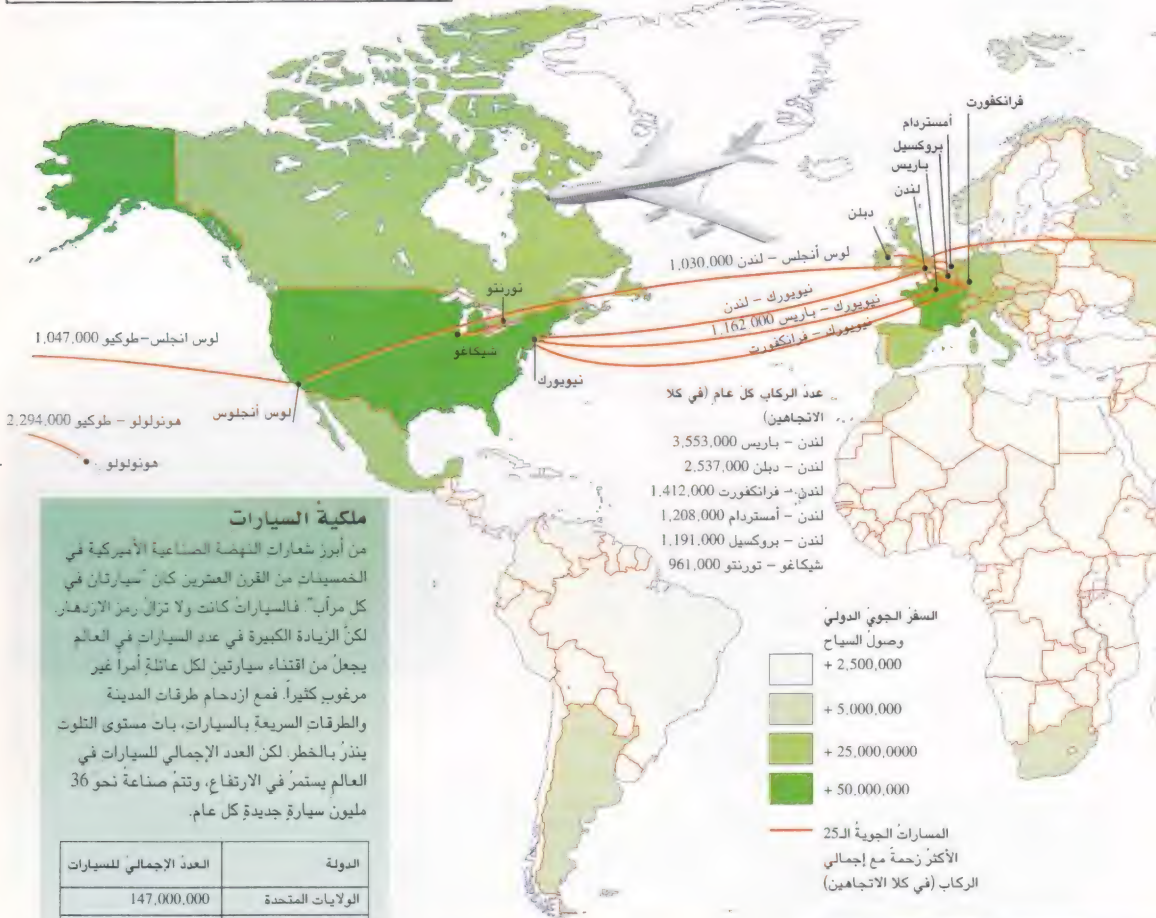 فرانكفورت
أمستردام
بروكسيل
باريس
لندن
دبلن
لوس أنجلس – لندن 1,030,000
نيويورك – لندن
نيويورك – باريس 1,162,000
نيويورك – فرانكفورت
تورنتو
شيكاغو
نيويورك
لوس انجلس–طوكيو 1,047,000
لوس أنجلوس
هونولولو – طوكيو 2,294,000
هونولولو
عدد الركاب كل عام (في كلا
الاتجاهين)
لندن – باريس 3,553,000
لندن – دبلن 2,537,000
لندن – فرانكفورت 1,412,000
لندن – أمستردام 1,208,000
لندن – بروكسيل 1,191,000
شيكاغو – تورنتو 961,000
السفرُ الجويُ الدوليُ
وصولُ السياح
+ 2,500,000
+ 5,000,000
+ 25,000,0000
+ 50,000,000
المسارات الجوية الـ25
الأكثرُ زحمةً مع إجمالي
الركاب (في كلا الاتجاهين)
ملكيةُ السيارات
من أبرز شعارات النهضة الصناعية الأميركية في
الخمسينات من القرن العشرين كان "سيارتان في
كل مرآب" فالسياراتُ كانت ولا تزالُ رمزَ الازدهار.
لكنُ الزيادة الكبيرة في عدد السيارات في العالم
يجعلُ من اقتناء سيارتين لكل عائلةٍ أمراً غير
مرغوبٍ كثيراً. فمع ازدحام طرقات المدينة
والطرقات السريعة بالسيارات، بات مستوى التلوث
ينذرُ بالخطر. لكن العدد الإجمالي للسيارات في
العالم يستمرُ في الارتفاع، وتتمُ صناعة نحو 36
مليون سيارةٍ جديدةٍ كل عام.
الدولة العددُ الإجماليُ للسيارات
الولايات المتحدة 147,000,000